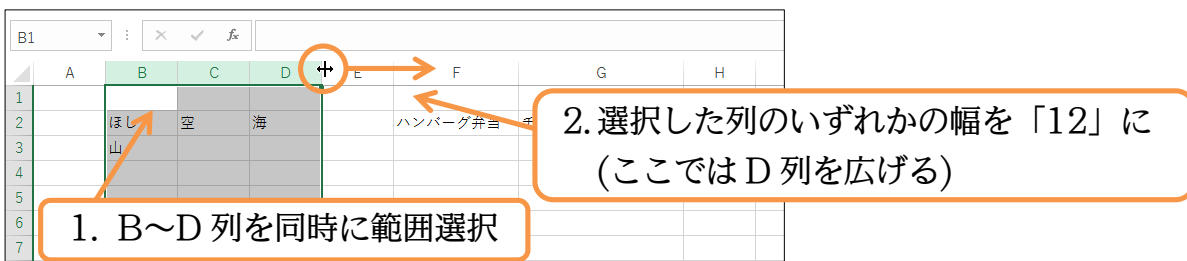 B1 fx
A B C D E F G H
1
2 ほし 空 海 ハンバーグ弁当
3 山
4
5
6
7
2.選択した列のいずれかの幅を「12」に
(ここでは D 列を広げる)
1. B～D 列を同時に範囲選択